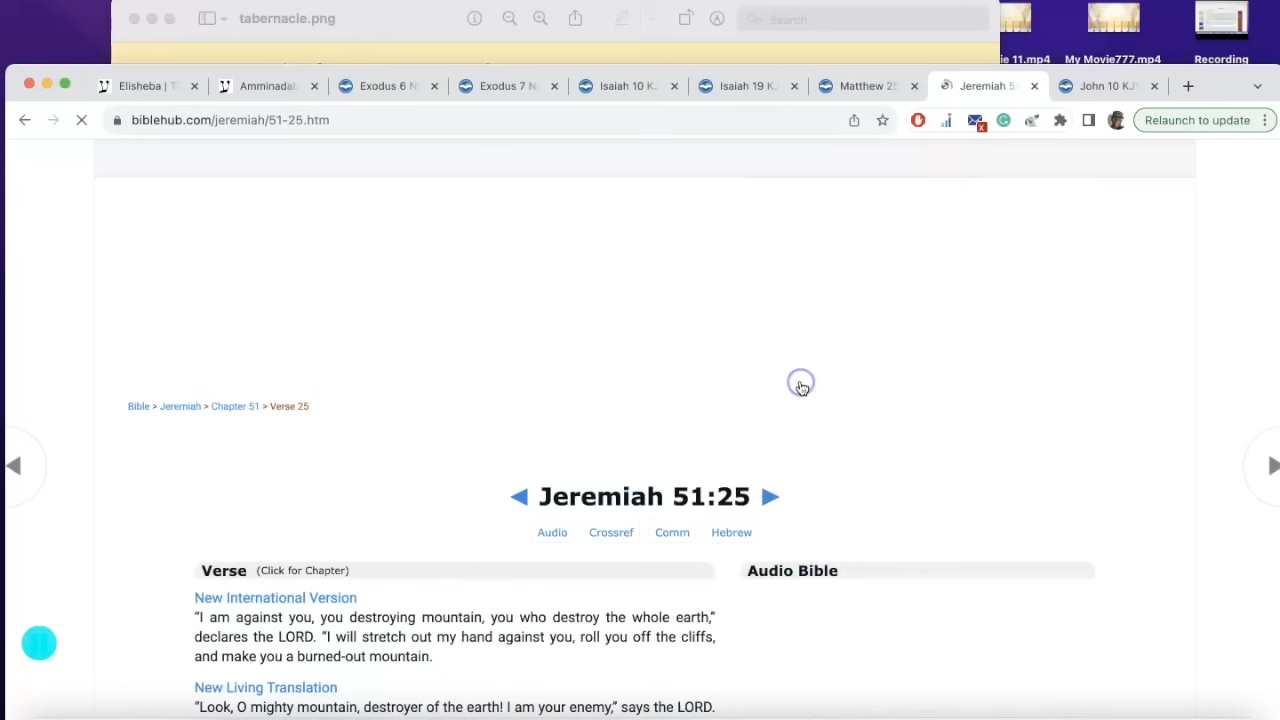 tabernacle.png
Search
ie 11.mp4
My Movie777.mp4
Recording
Elisheba | T
Amminadab
Exodus 6 N
Exodus 7 N
Isaiah 10 K
Isaiah 19 KJ
Matthew 25
Jeremiah 5
John 10 KJV
biblehub.com/jeremiah/51-25.htm
Relaunch to update
Bible > Jeremiah > Chapter 51 > Verse 25
Jeremiah 51:25
Audio Crossref Comm Hebrew
Verse (Click for Chapter)
Audio Bible
New International Version
"I am against you, you destroying mountain, you who destroy the whole earth,"
declares the LORD. "I will stretch out my hand against you, roll you off the cliffs,
and make you a burned-out mountain.
New Living Translation
"Look, O mighty mountain, destroyer of the earth! I am your enemy," says the LORD.